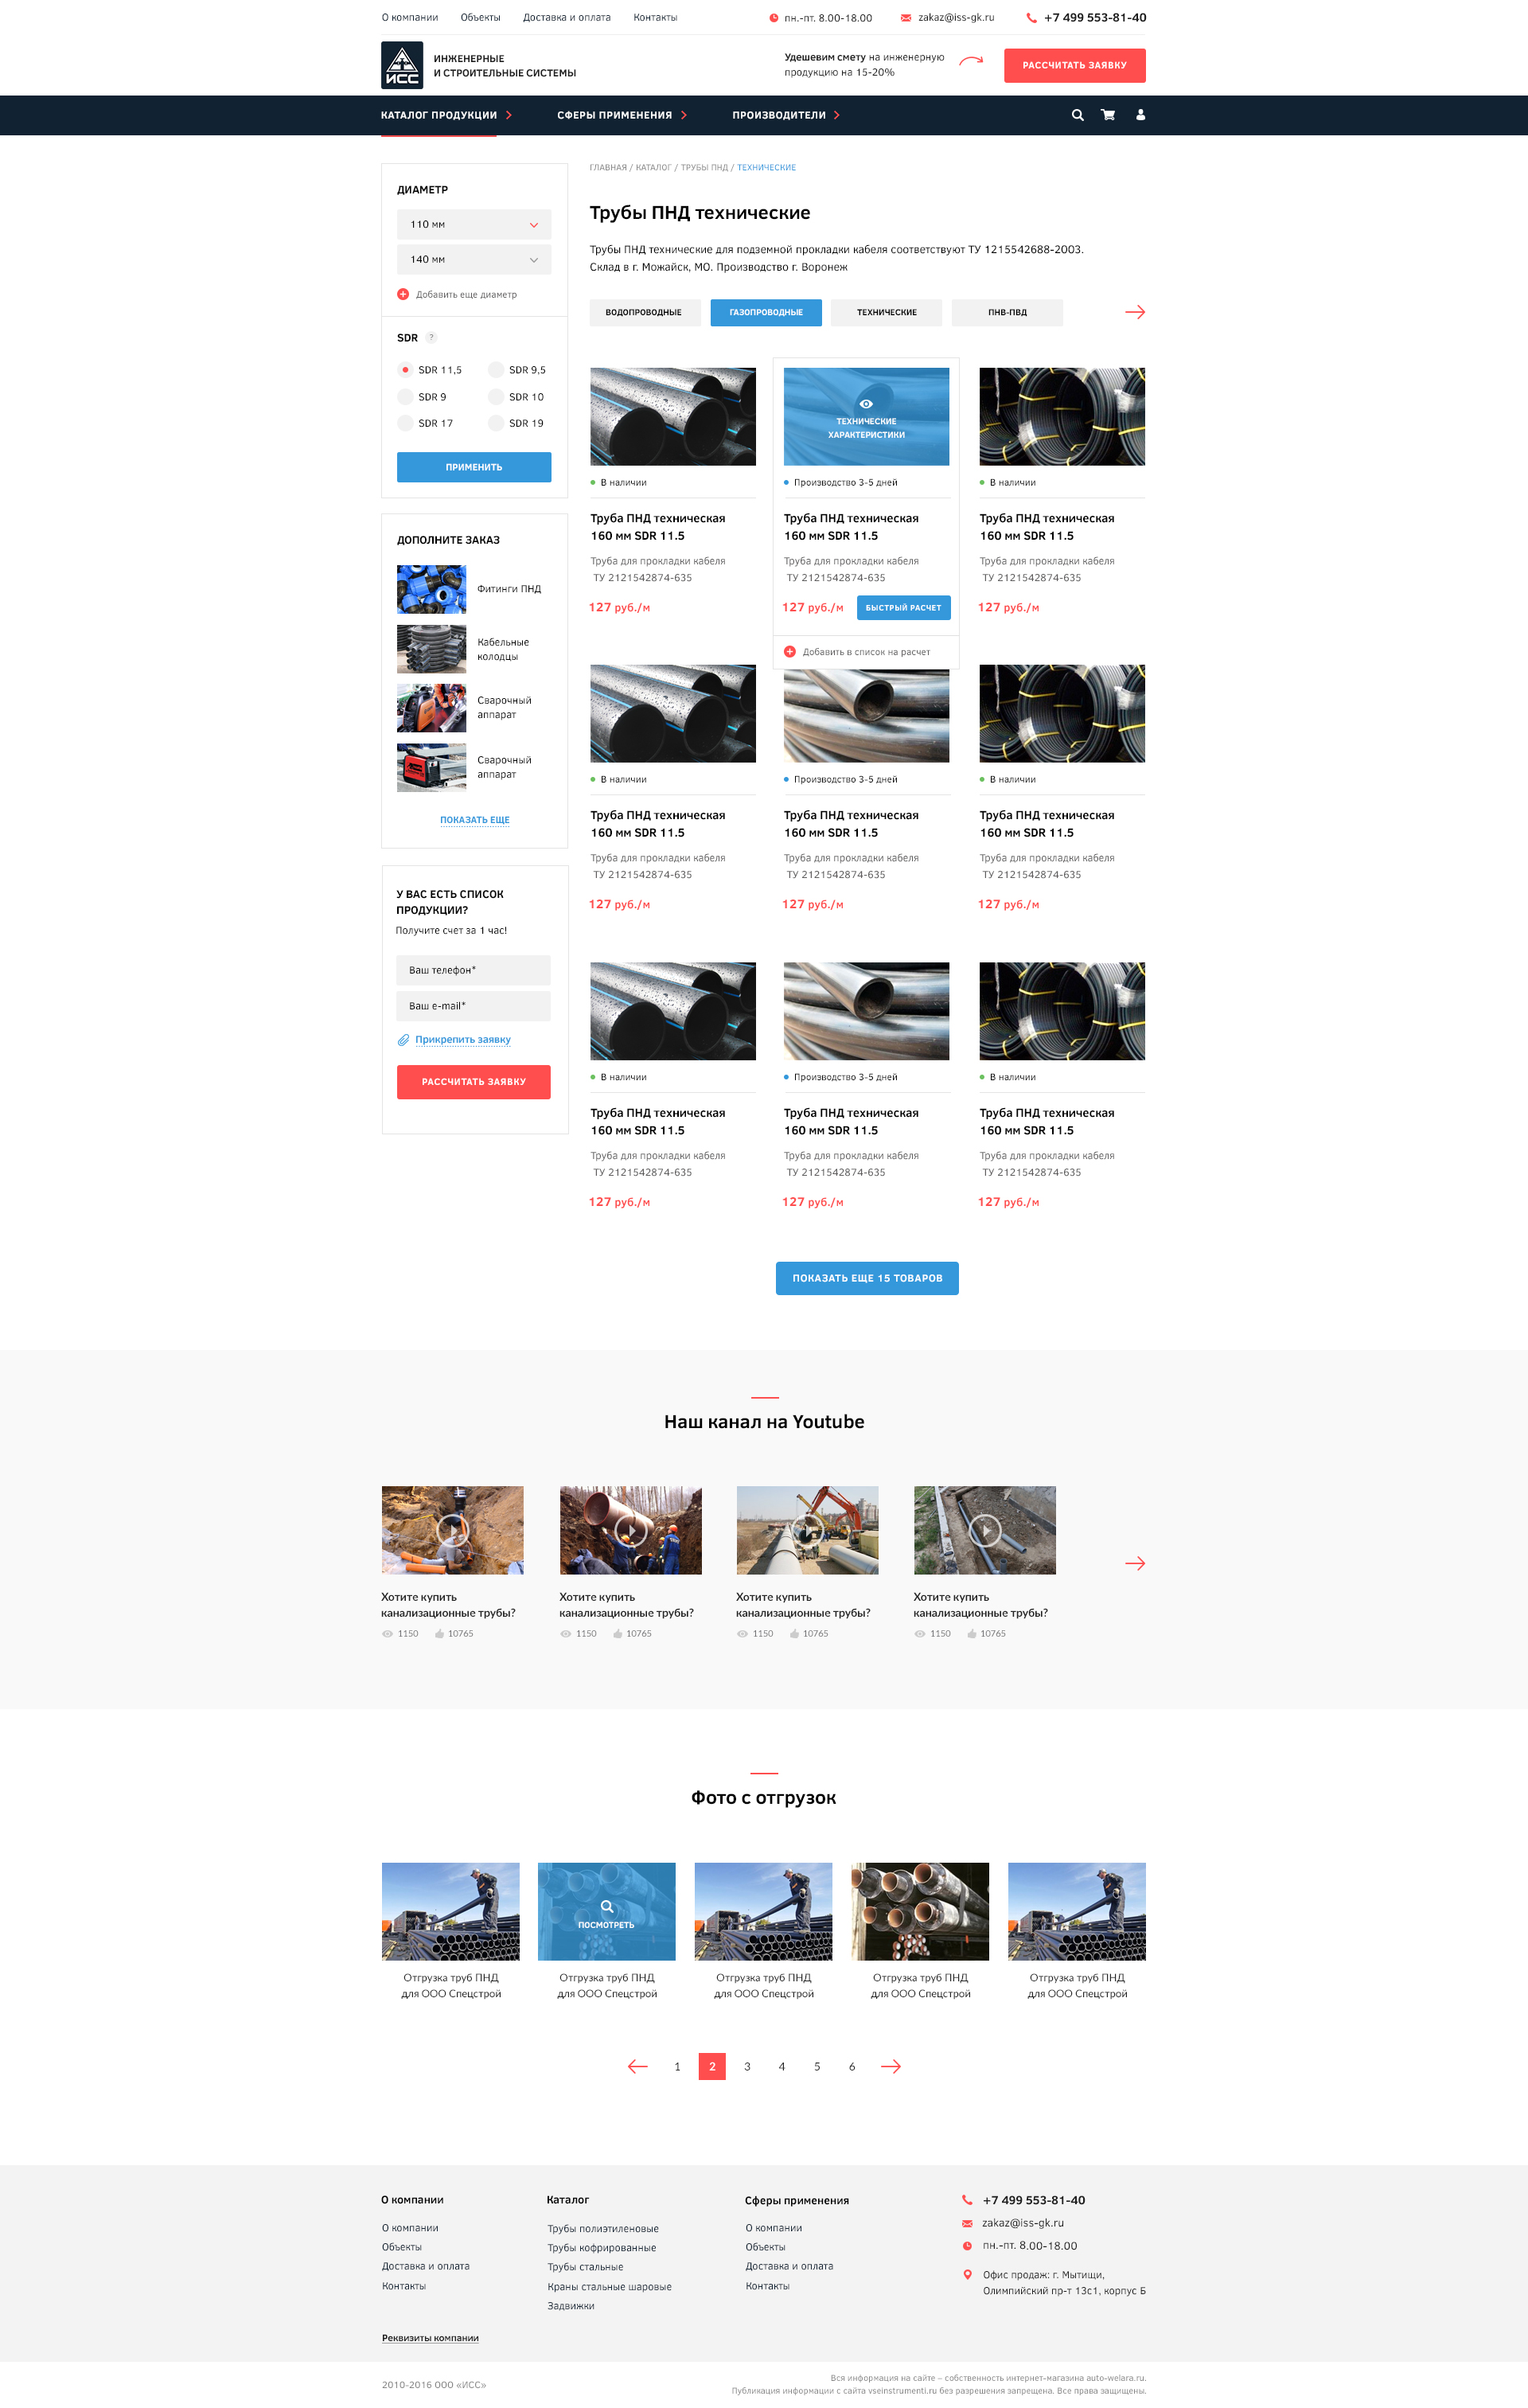 О компании Объекты Доставка и оплата Контакты пн.-пт. 8.00-18.00 zakaz@iss-gk.ru +7 499 553-81-40
ИСС
ИНЖЕНЕРНЫЕ
И СТРОИТЕЛЬНЫЕ СИСТЕМЫ
Удешевим смету на инженерную
продукцию на 15-20%
РАССЧИТАТЬ ЗАЯВКУ
КАТАЛОГ ПРОДУКЦИИ СФЕРЫ ПРИМЕНЕНИЯ ПРОИЗВОДИТЕЛИ
ДИАМЕТР
110 мм
140 мм
Добавить еще диаметр
SDR ?
SDR 11,5 SDR 9,5
SDR 9 SDR 10
SDR 17 SDR 19
ПРИМЕНИТЬ
ДОПОЛНИТЕ ЗАКАЗ
Фитинги ПНД
Кабельные
колодцы
Сварочный
аппарат
Сварочный
аппарат
ПОКАЗАТЬ ЕЩЕ
У ВАС ЕСТЬ СПИСОК
ПРОДУКЦИИ?
Получите счет за 1 час!
Ваш телефон*
Ваш e-mail*
Прикрепить заявку
РАССЧИТАТЬ ЗАЯВКУ
ГЛАВНАЯ / КАТАЛОГ / ТРУБЫ ПНД / ТЕХНИЧЕСКИЕ
Трубы ПНД технические
Трубы ПНД технические для подземной прокладки кабеля соответствуют ТУ 1215542688-2003.
Склад в г. Можайск, МО. Производство г. Воронеж
ВОДОПРОВОДНЫЕ ГАЗОПРОВОДНЫЕ ТЕХНИЧЕСКИЕ ПНВ-ПВД
ТЕХНИЧЕСКИЕ
ХАРАКТЕРИСТИКИ
В наличии Производство 3-5 дней В наличии
Труба ПНД техническая Труба ПНД техническая Труба ПНД техническая
160 мм SDR 11.5 160 мм SDR 11.5 160 мм SDR 11.5
Труба для прокладки кабеля Труба для прокладки кабеля Труба для прокладки кабеля
ТУ 2121542874-635 ТУ 2121542874-635 ТУ 2121542874-635
127 руб./м 127 руб./м БЫСТРЫЙ РАСЧЕТ 127 руб./м
Добавить в список на расчет
В наличии Производство 3-5 дней В наличии
Труба ПНД техническая Труба ПНД техническая Труба ПНД техническая
160 мм SDR 11.5 160 мм SDR 11.5 160 мм SDR 11.5
Труба для прокладки кабеля Труба для прокладки кабеля Труба для прокладки кабеля
ТУ 2121542874-635 ТУ 2121542874-635 ТУ 2121542874-635
127 руб./м 127 руб./м 127 руб./м
В наличии Производство 3-5 дней В наличии
Труба ПНД техническая Труба ПНД техническая Труба ПНД техническая
160 мм SDR 11.5 160 мм SDR 11.5 160 мм SDR 11.5
Труба для прокладки кабеля Труба для прокладки кабеля Труба для прокладки кабеля
ТУ 2121542874-635 ТУ 2121542874-635 ТУ 2121542874-635
127 руб./м 127 руб./м 127 руб./м
ПОКАЗАТЬ ЕЩЕ 15 ТОВАРОВ
Наш канал на Youtube
Хотите купить Хотите купить Хотите купить Хотите купить
канализационные трубы? канализационные трубы? канализационные трубы? канализационные трубы?
1150 10765 1150 10765 1150 10765 1150 10765
Фото с отгрузок
ПОСМОТРЕТЬ
Отгрузка труб ПНД Отгрузка труб ПНД Отгрузка труб ПНД Отгрузка труб ПНД Отгрузка труб ПНД
для ООО Спецстрой для ООО Спецстрой для ООО Спецстрой для ООО Спецстрой для ООО Спецстрой
1 2 3 4 5 6
О компании
О компании
Объекты
Доставка и оплата
Контакты
Реквизиты компании
Каталог
Трубы полиэтиленовые
Трубы кофрированные
Трубы стальные
Краны стальные шаровые
Задвижки
Сферы применения
О компании
Объекты
Доставка и оплата
Контакты
+7 499 553-81-40
zakaz@iss-gk.ru
пн.-пт. 8.00-18.00
Офис продаж: г. Мытищи,
Олимпийский пр-т 13с1, корпус Б
2010-2016 ООО «ИСС»
Вся информация на сайте – собственность интернет-магазина auto-welara.ru.
Публикация информации с сайта vseinstrumenti.ru без разрешения запрещена. Все права защищены.